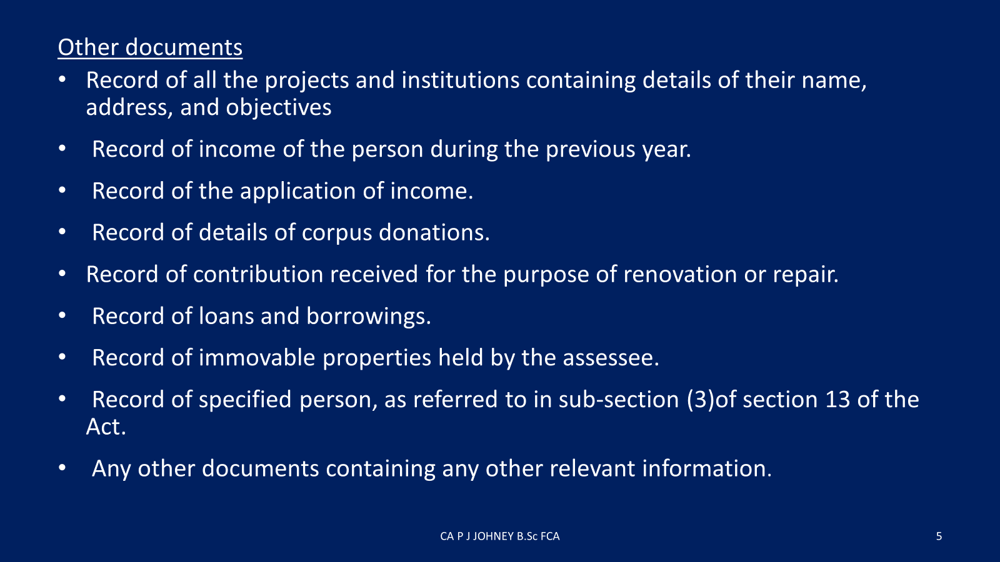 Other documents
• Record of all the projects and institutions containing details of their name,
address, and objectives
• Record of income of the person during the previous year.
• Record of the application of income.
• Record of details of corpus donations.
• Record of contribution received for the purpose of renovation or repair.
• Record of loans and borrowings.
• Record of immovable properties held by the assessee.
• Record of specified person, as referred to in sub-section (3)of section 13 of the
Act.
• Any other documents containing any other relevant information.
CA P J JOHNEY B.Sc FCA
5